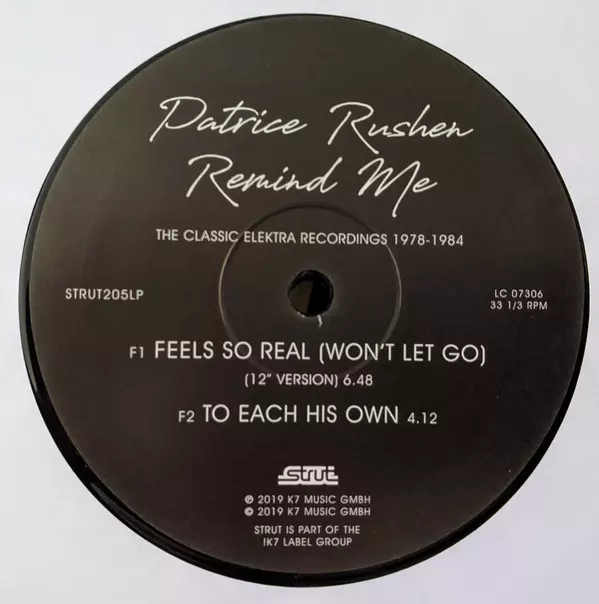 Patrice Rushen
Remind Me
THE CLASSIC ELEKTRA RECORDINGS 1978-1984
STRUT205LP
LC 07306
33 1/3 RPM
F1 FEELS SO REAL (WON'T LET GO)
(12" VERSION) 6.48
F2 TO EACH HIS OWN 4.12
Strut
℗ 2019 K7 MUSIC GMBH
© 2019 K7 MUSIC GMBH
STRUT IS PART OF THE
!K7 LABEL GROUP